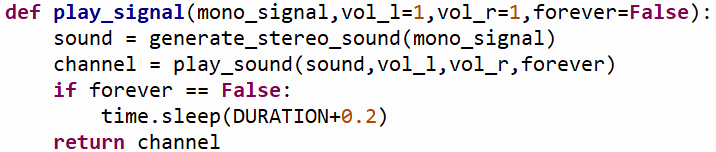 def play_signal(mono_signal,vol_l=1,vol_r=1,forever=False):
    sound = generate_stereo_sound(mono_signal)
    channel = play_sound(sound,vol_l,vol_r,forever)
    if forever == False:
        time.sleep(DURATION+0.2)
    return channel